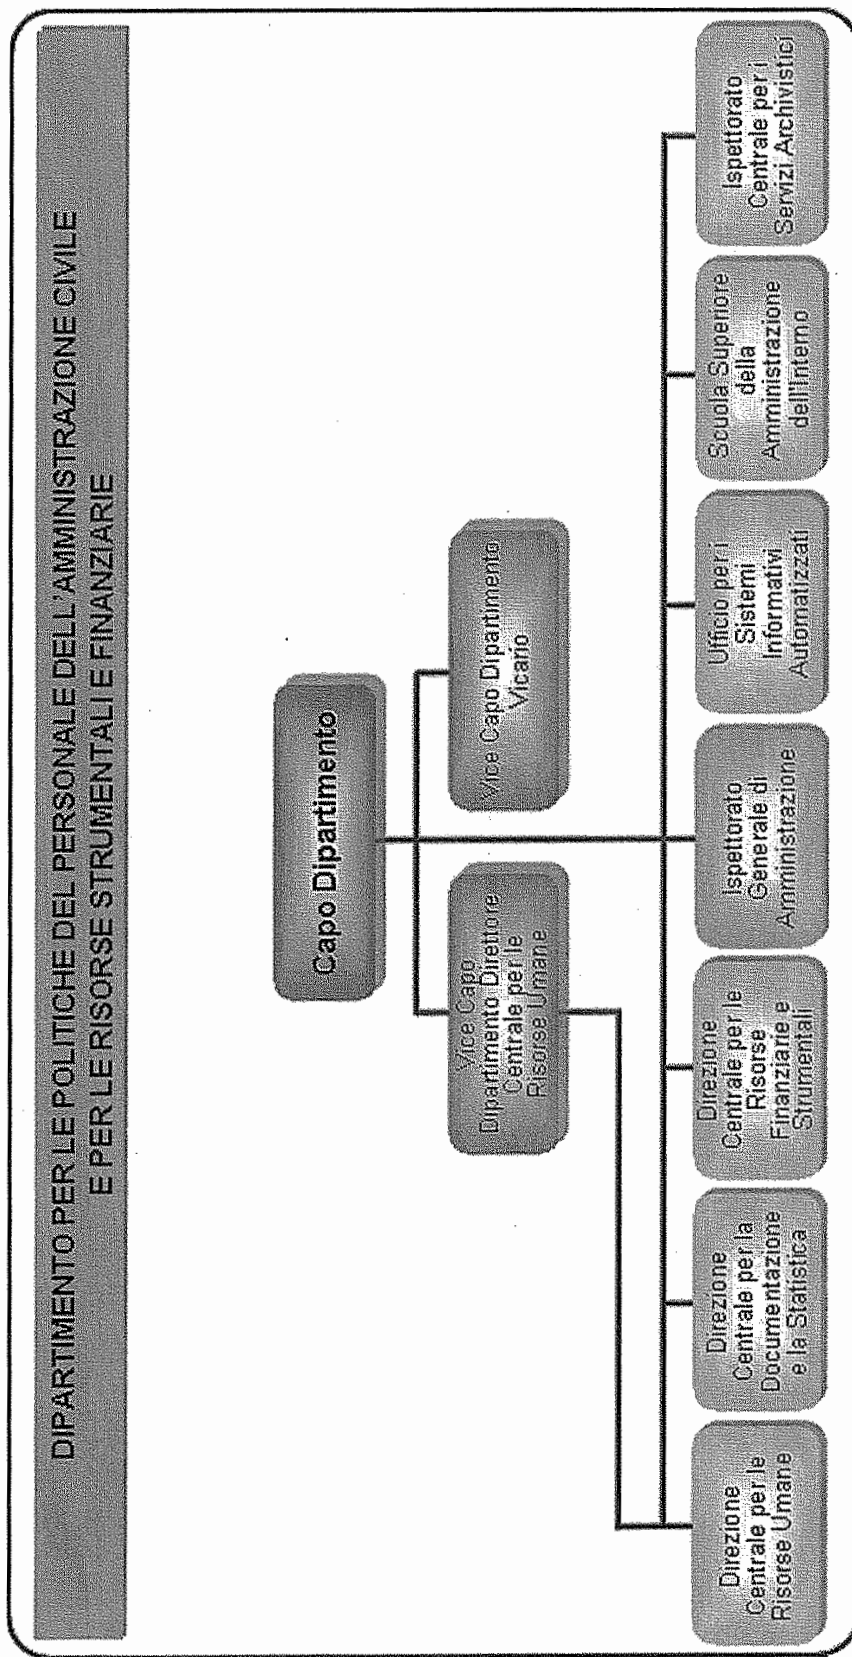 DIPARTIMENTO PER LE POLITICHE DEL PERSONALE DELL'AMMINISTRAZIONE CIVILE
E PER LE RISORSE STRUMENTALI E FINANZIARIE
Capo Dipartimento
Vice Capo
Dipartimento Direttore
Centrale per le
Risorse Umane
Vice Capo Dipartimento
Vicario
Direzione
Centrale per le
Risorse Umane
Direzione
Centrale per la
Documentazione
e la Statistica
Direzione
Centrale per le
Risorse
Finanziarie e
Strumentali
Ispettorato
Generale di
Amministrazione
Ufficio per i
Sistemi
Informativi
Automatizzati
Scuola Superiore
della
Amministrazione
dell'Interno
Ispettorato
Centrale per i
Servizi Archivistici